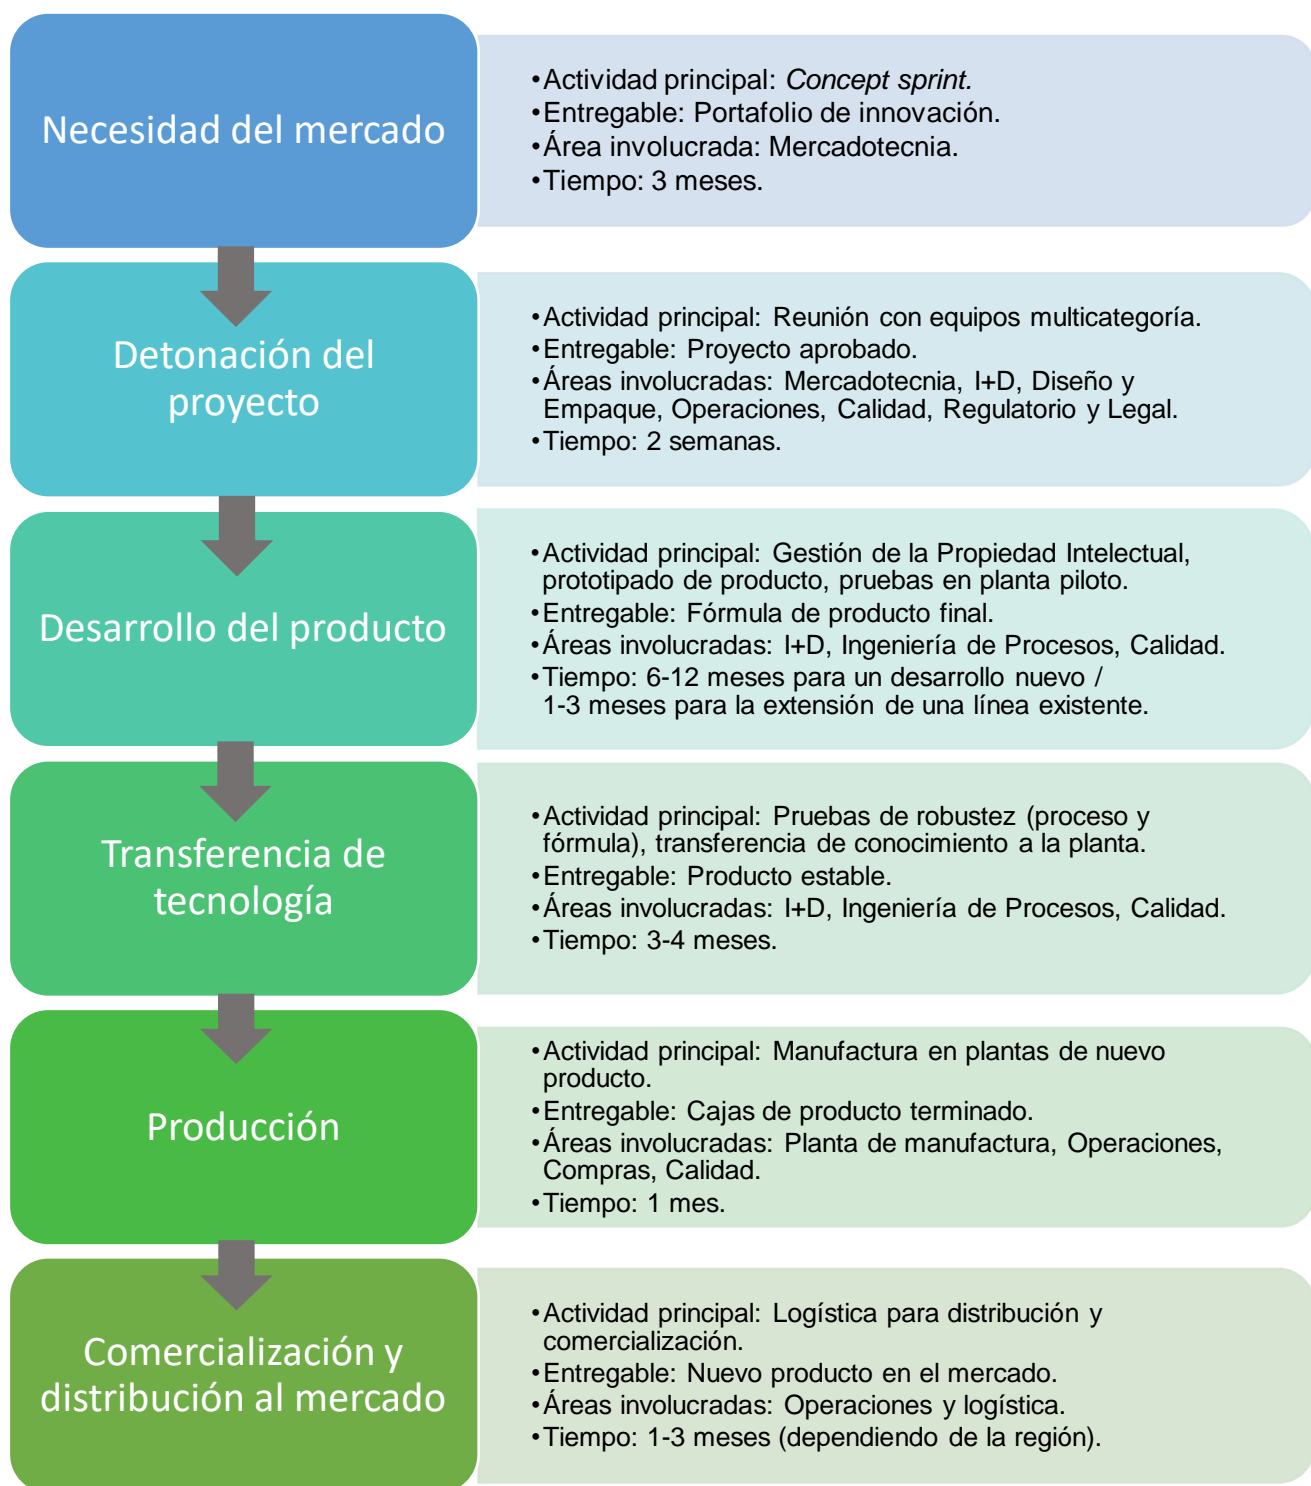 Necesidad del mercado
•Actividad principal: Concept sprint.
•Entregable: Portafolio de innovación.
•Área involucrada: Mercadotecnia.
•Tiempo: 3 meses.
Detonación del
proyecto
•Actividad principal: Reunión con equipos multicategoría.
•Entregable: Proyecto aprobado.
•Áreas involucradas: Mercadotecnia, I+D, Diseño y
Empaque, Operaciones, Calidad, Regulatorio y Legal.
•Tiempo: 2 semanas.
Desarrollo del producto
•Actividad principal: Gestión de la Propiedad Intelectual,
prototipado de producto, pruebas en planta piloto.
•Entregable: Fórmula de producto final.
•Áreas involucradas: I+D, Ingeniería de Procesos, Calidad.
•Tiempo: 6-12 meses para un desarrollo nuevo /
1-3 meses para la extensión de una línea existente.
Transferencia de
tecnología
•Actividad principal: Pruebas de robustez (proceso y
fórmula), transferencia de conocimiento a la planta.
•Entregable: Producto estable.
•Áreas involucradas: I+D, Ingeniería de Procesos, Calidad.
•Tiempo: 3-4 meses.
Producción
•Actividad principal: Manufactura en plantas de nuevo
producto.
•Entregable: Cajas de producto terminado.
•Áreas involucradas: Planta de manufactura, Operaciones,
Compras, Calidad.
•Tiempo: 1 mes.
Comercialización y
distribución al mercado
•Actividad principal: Logística para distribución y
comercialización.
•Entregable: Nuevo producto en el mercado.
•Áreas involucradas: Operaciones y logística.
•Tiempo: 1-3 meses (dependiendo de la región).